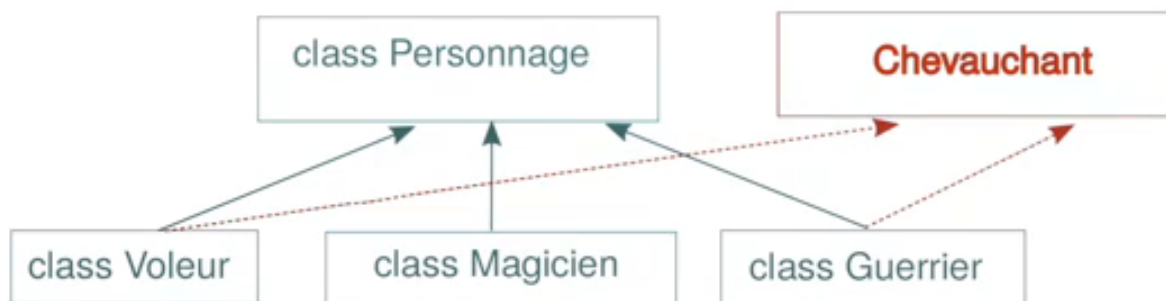 class Personnage
Chevauchant
class Voleur
class Magicien
class Guerrier